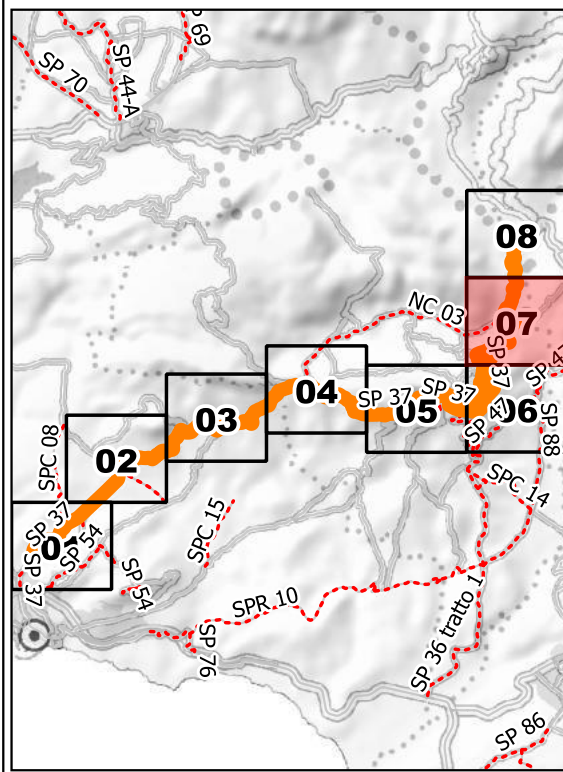 SP 69
SP 70
SP 44-A
08
NC 03
07
SP 37
SP 47
04
SP 37
SP 37
05
06
SP 47
SP 88
03
02
SPC 08
SPC 14
SP 37
SP 54
SPC 15
SP 37
SP 54
SPR 10
SP 36 tratto 1
SP 76
SP 86